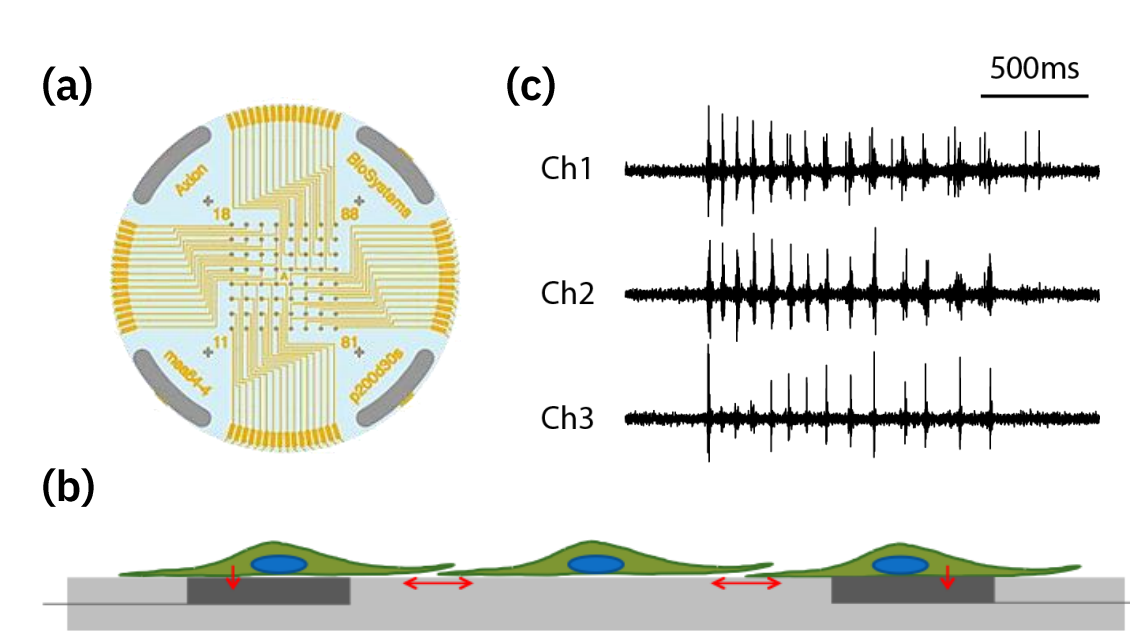 (a)
Axion
BioSystems
18
88
A
11
81
mea64-4
p200d30s
(c)
500ms
Ch1
Ch2
Ch3
(b)